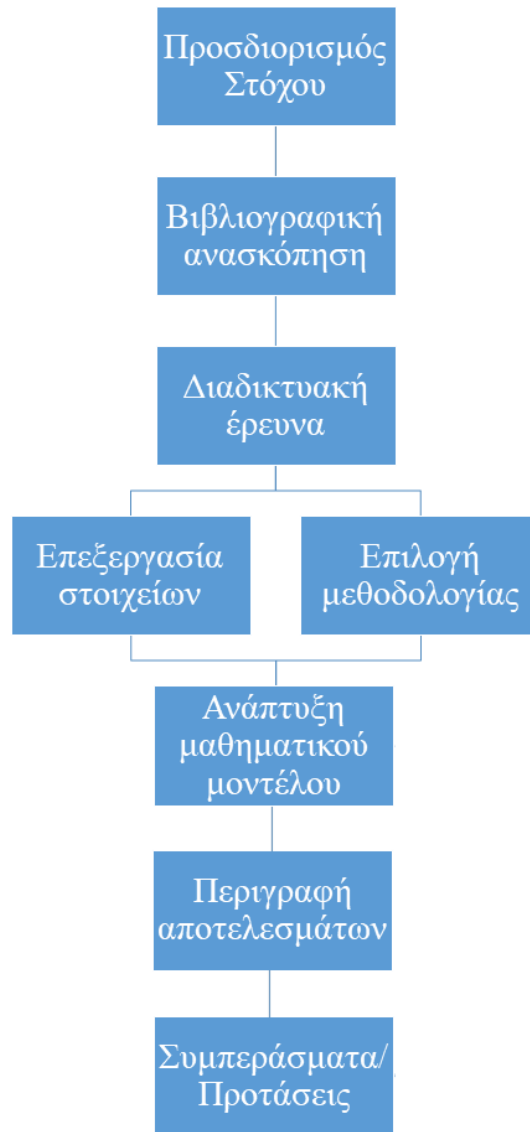 Προσδιορισμός
Στόχου
Βιβλιογραφική
ανασκόπηση
Διαδικτυακή
έρευνα
Επεξεργασία
στοιχείων
Επιλογή
μεθοδολογίας
Ανάπτυξη
μαθηματικού
μοντέλου
Περιγραφή
αποτελεσμάτων
Συμπεράσματα/
Προτάσεις